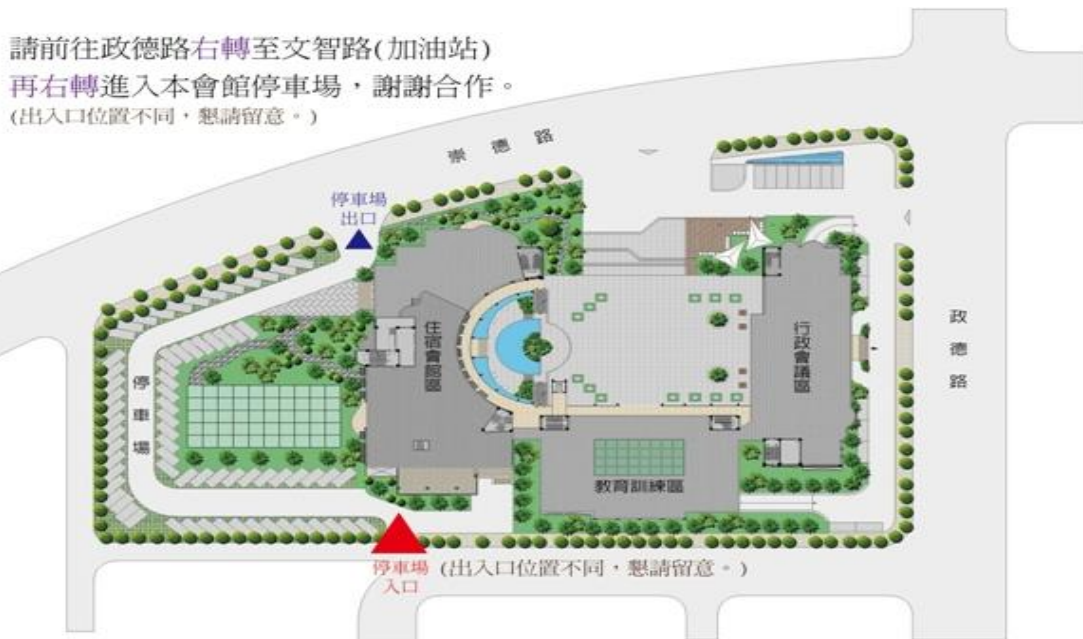 請前往政德路右轉至文智路(加油站)
再右轉進入本會館停車場，謝謝合作。
(出入口位置不同，懇請留意。)
崇德路
停車場
出口
住宿會館區
行政會議區
政德路
停車場
教育訓練區
停車場 (出入口位置不同，懇請留意。)
入口